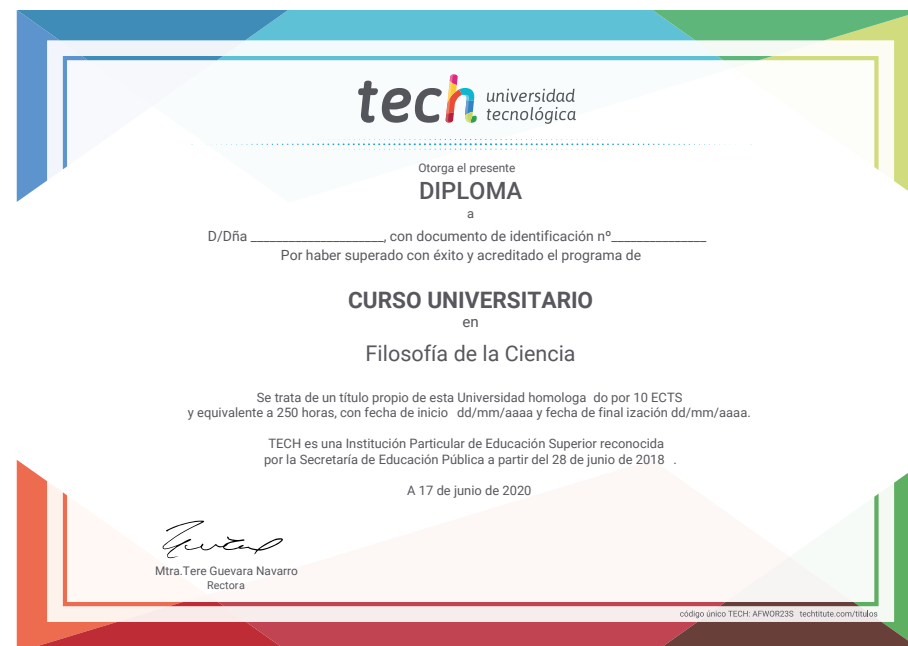 tech universidad
tecnológica
Otorga el presente
DIPLOMA
a
D/Dña ______________________, con documento de identificación nº________________
Por haber superado con éxito y acreditado el programa de
CURSO UNIVERSITARIO
en
Filosofía de la Ciencia
Se trata de un título propio de esta Universidad homologa do por 10 ECTS
y equivalente a 250 horas, con fecha de inicio dd/mm/aaaa y fecha de final ización dd/mm/aaaa.
TECH es una Institución Particular de Educación Superior reconocida
por la Secretaría de Educación Pública a partir del 28 de junio de 2018 .
A 17 de junio de 2020
Mtra.Tere Guevara Navarro
Rectora
código único TECH: AFWOR23S techtitute.com/titulos